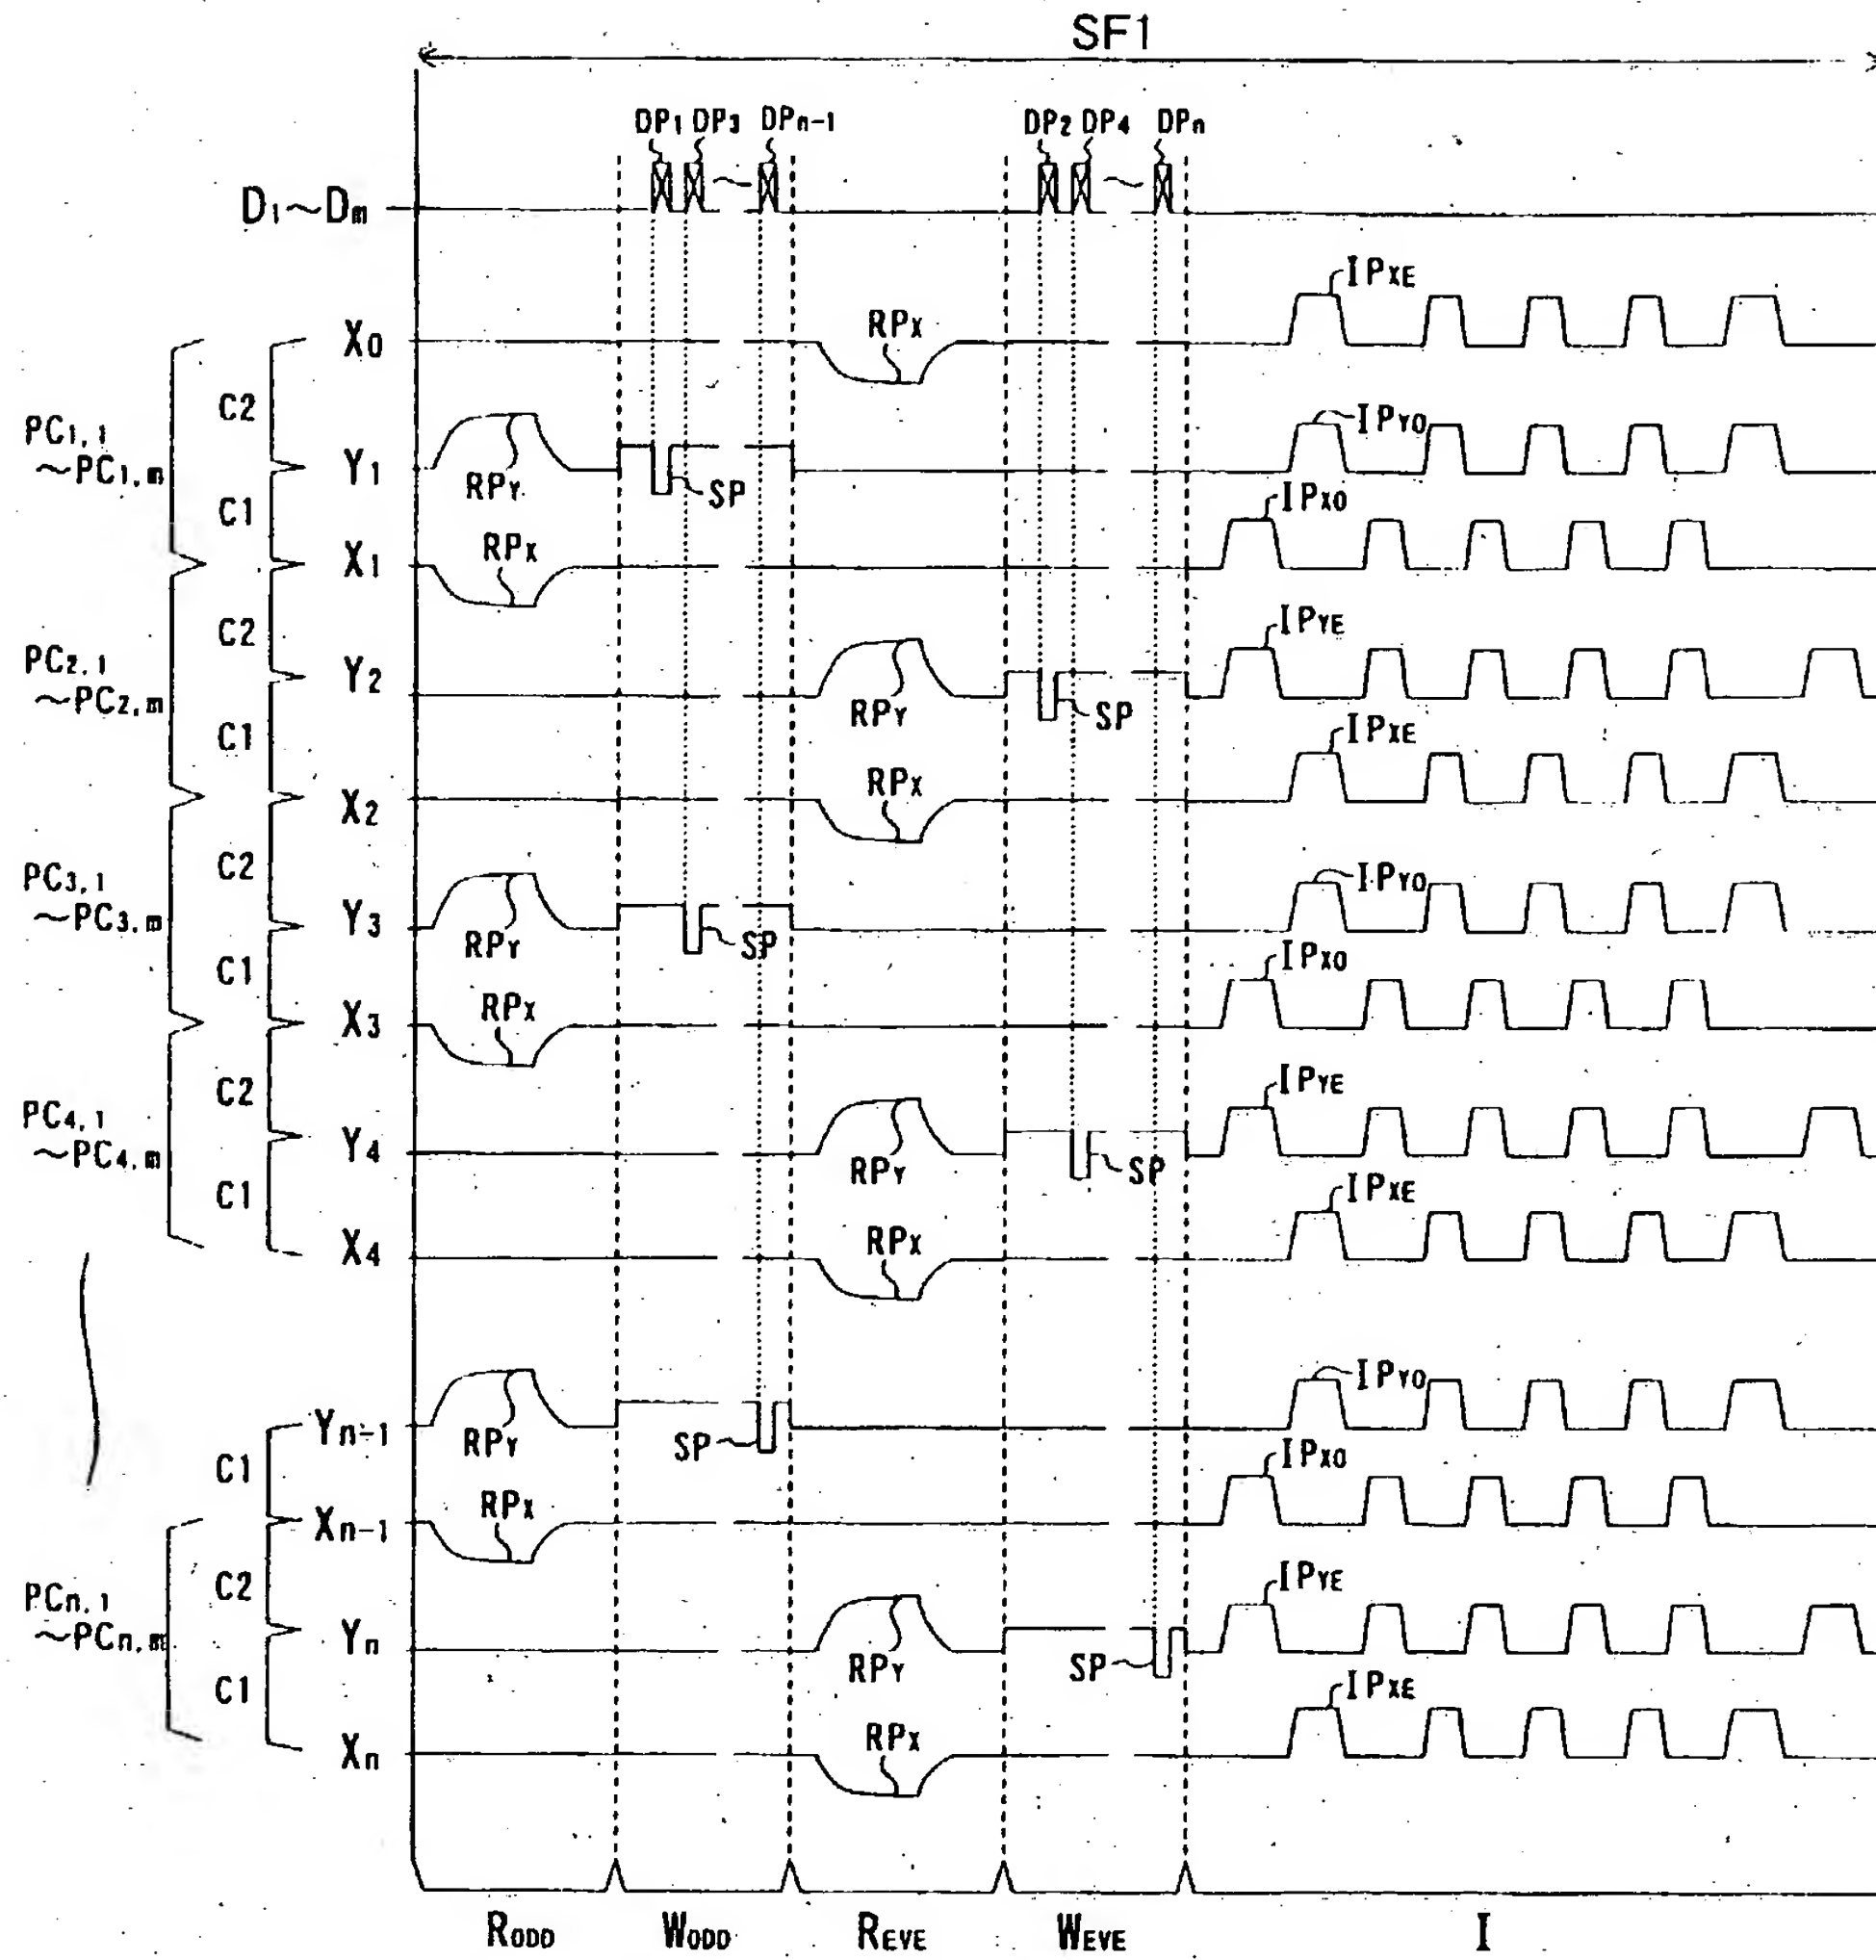 SF1
DP1 DP3 DPn-1 DP2 DP4 DPn
D1～Dm
IPXE
X0 RPX
C2
PC1,1
～PC1,m
IPYO
Y1 RPY SP
C1
IPXO
X1 RPX
C2
PC2,1
～PC2,m
IPYE
Y2 RPY SP
C1
IPXE
X2 RPX
C2
PC3,1
～PC3,m
IPYO
Y3 RPY SP
C1
IPXO
X3 RPX
C2
PC4,1
～PC4,m
IPYE
Y4 RPY SP
C1
IPXE
X4 RPX
IPYO
Yn-1 RPY SP
C1
IPXO
Xn-1 RPX
C2
PCn,1
～PCn,m
IPYE
Yn RPY SP
C1
IPXE
Xn RPX
RODD WODD REVE WEVE I